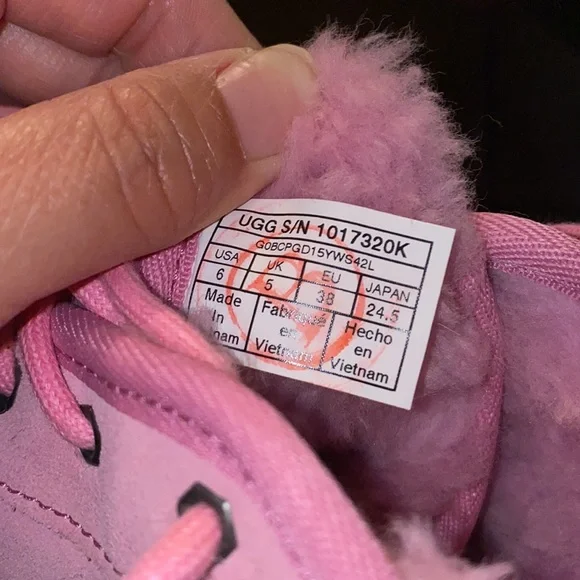 UGG S/N 1017320K
G0BCPGD15YWS42L
USA UK EU JAPAN
6 5 38 24.5
Made In nam
Fabriqué en Vietnam
Hecho en Vietnam